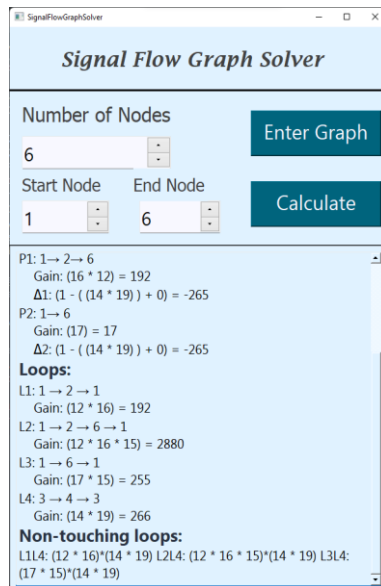 SignalFlowGraphSolver
Signal Flow Graph Solver
Number of Nodes
6
Enter Graph
Start Node End Node
1 6
Calculate
P1: 1→ 2→ 6
Gain: (16 * 12) = 192
Δ1: (1 - ( (14 * 19) ) + 0) = -265
P2: 1→ 6
Gain: (17) = 17
Δ2: (1 - ( (14 * 19) ) + 0) = -265
Loops:
L1: 1 → 2 → 1
Gain: (12 * 16) = 192
L2: 1 → 2 → 6 → 1
Gain: (12 * 16 * 15) = 2880
L3: 1 → 6 → 1
Gain: (17 * 15) = 255
L4: 3 → 4 → 3
Gain: (14 * 19) = 266
Non-touching loops:
L1L4: (12 * 16)*(14 * 19) L2L4: (12 * 16 * 15)*(14 * 19) L3L4:
(17 * 15)*(14 * 19)